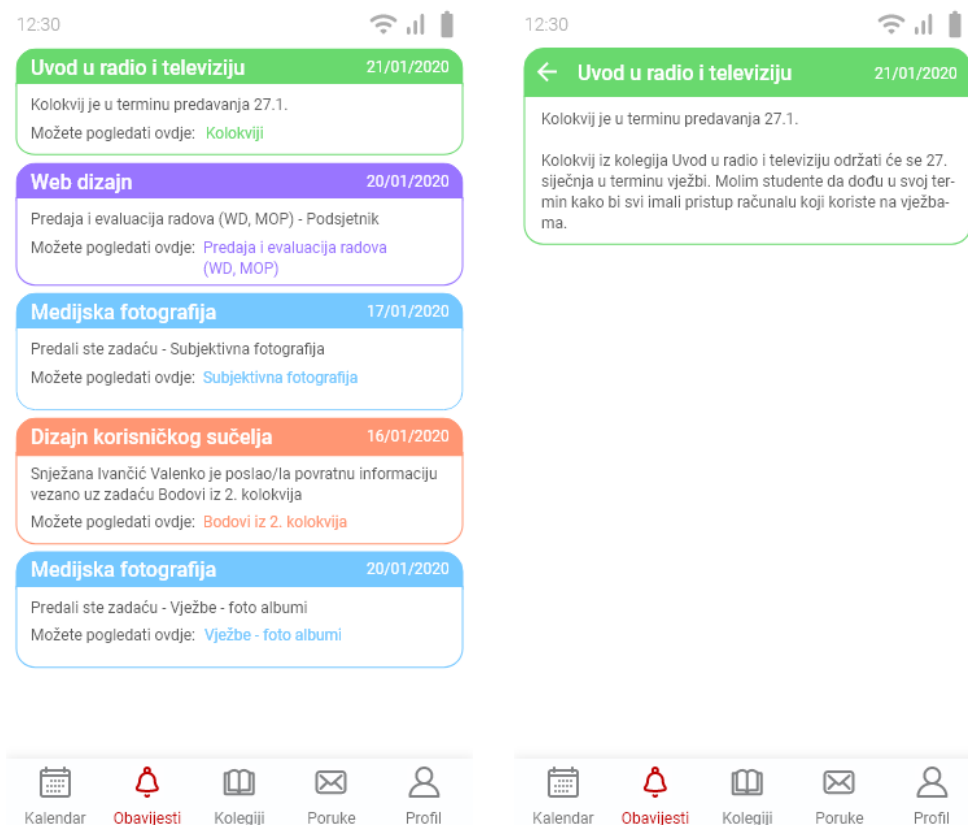 12:30
Uvod u radio i televiziju 21/01/2020
Kolokvij je u terminu predavanja 27.1.
Možete pogledati ovdje: Kolokviji
Web dizajn 20/01/2020
Predaja i evaluacija radova (WD, MOP) - Podsjetnik
Možete pogledati ovdje: Predaja i evaluacija radova
(WD, MOP)
Medijska fotografija 17/01/2020
Predali ste zadaću - Subjektivna fotografija
Možete pogledati ovdje: Subjektivna fotografija
Dizajn korisničkog sučelja 16/01/2020
Snježana Ivančić Valenko je poslao/la povratnu informaciju
vezano uz zadaću Bodovi iz 2. kolokvija
Možete pogledati ovdje: Bodovi iz 2. kolokvija
Medijska fotografija 20/01/2020
Predali ste zadaću - Vježbe - foto albumi
Možete pogledati ovdje: Vježbe - foto albumi
Kalendar Obavijesti Kolegiji Poruke Profil
12:30
Uvod u radio i televiziju 21/01/2020
Kolokvij je u terminu predavanja 27.1.
Kolokvij iz kolegija Uvod u radio i televiziju održati će se 27.
siječnja u terminu vježbi. Molim studente da dođu u svoj ter-
min kako bi svi imali pristup računalu koji koriste na vježba-
ma.
Kalendar Obavijesti Kolegiji Poruke Profil